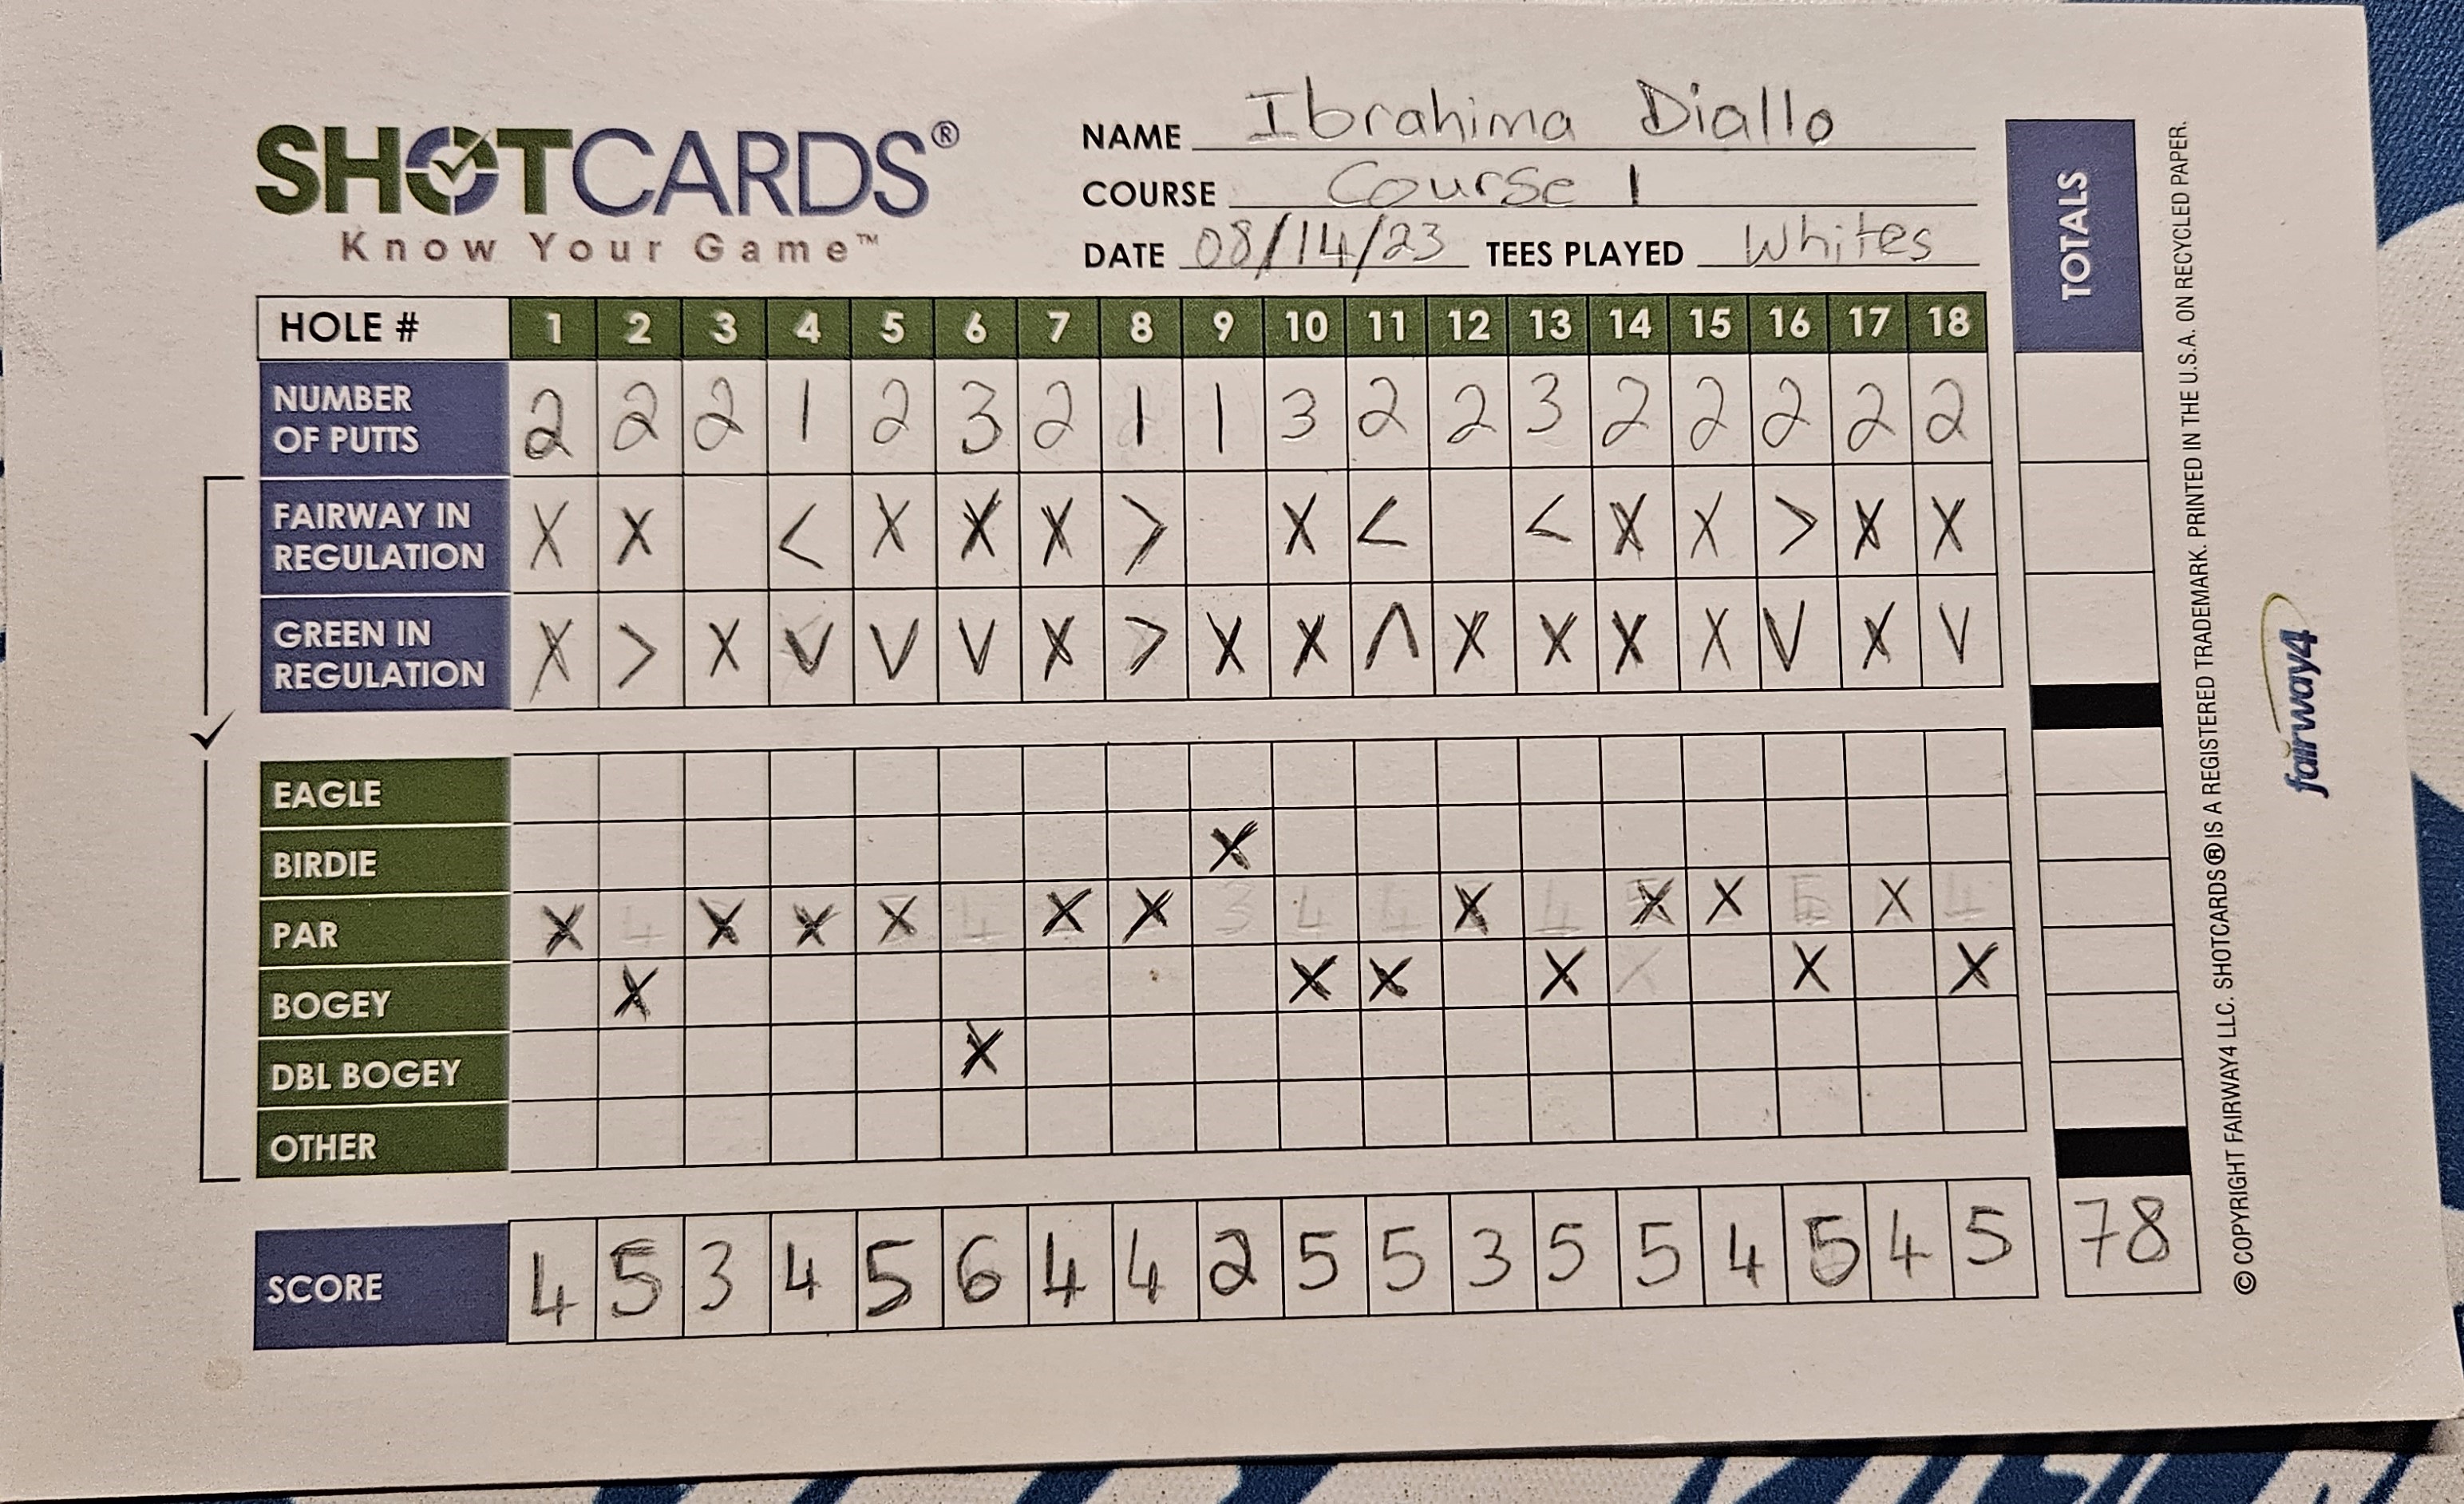 SHOTCARDS®
Know Your Game™
NAME Ibrahima Diallo
COURSE Course 1
DATE 08/14/23 TEES PLAYED Whites
TOTALS
HOLE # 1 2 3 4 5 6 7 8 9 10 11 12 13 14 15 16 17 18
NUMBER OF PUTTS 2 2 2 1 2 3 2 1 1 3 2 2 3 2 2 2 2 2
FAIRWAY IN REGULATION X X < X X X > X < < X X > X X
GREEN IN REGULATION X > X V V V X > X X Λ X X X X V X V
EAGLE
BIRDIE X
PAR X 4 X X X 4 X X 3 4 4 X 4 X X X 4
BOGEY X X X X X X
DBL BOGEY X
OTHER
SCORE 4 5 3 4 5 6 4 4 2 5 5 3 5 5 4 5 4 5 78
© COPYRIGHT FAIRWAY4 LLC. SHOTCARDS® IS A REGISTERED TRADEMARK. PRINTED IN THE U.S.A. ON RECYCLED PAPER.
fairway4